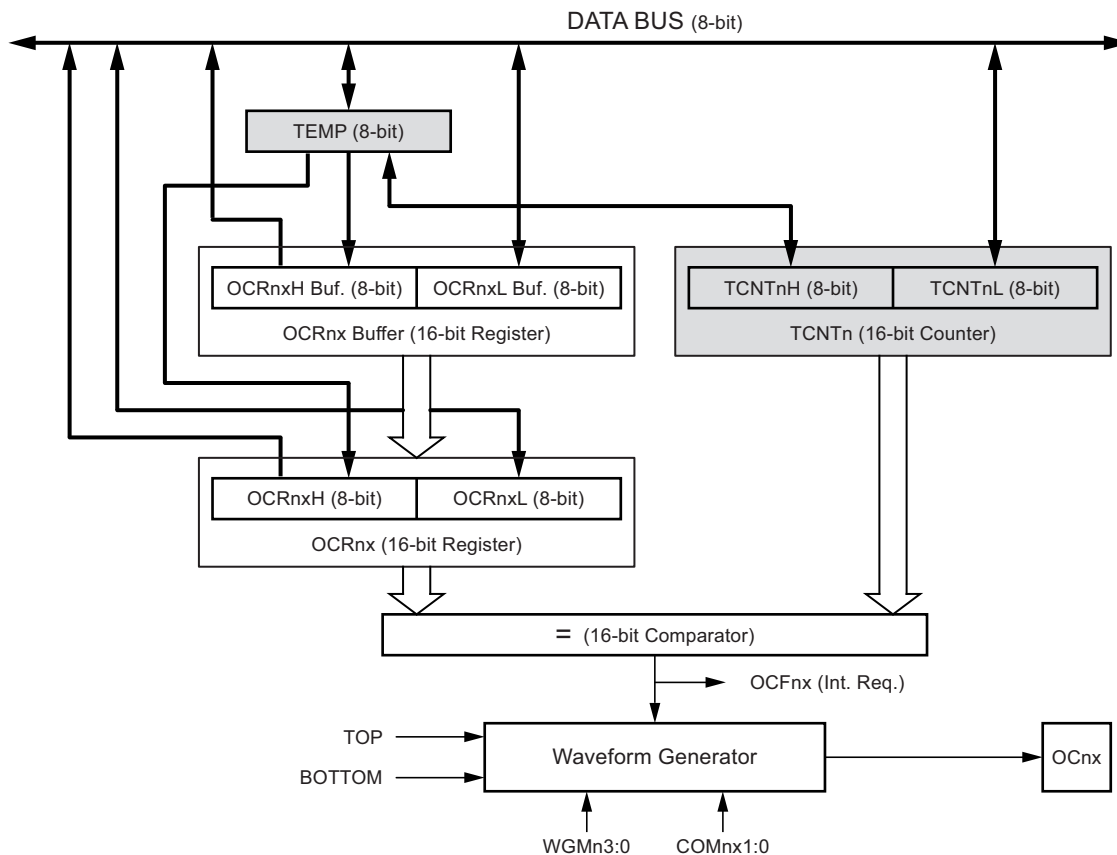 DATA BUS (8-bit)
TEMP (8-bit)
OCRnxH Buf. (8-bit)
OCRnxL Buf. (8-bit)
OCRnx Buffer (16-bit Register)
TCNTnH (8-bit)
TCNTnL (8-bit)
TCNTn (16-bit Counter)
OCRnxH (8-bit)
OCRnxL (8-bit)
OCRnx (16-bit Register)
= (16-bit Comparator)
OCFnx (Int. Req.)
TOP
BOTTOM
Waveform Generator
OCnx
WGMn3:0
COMnx1:0